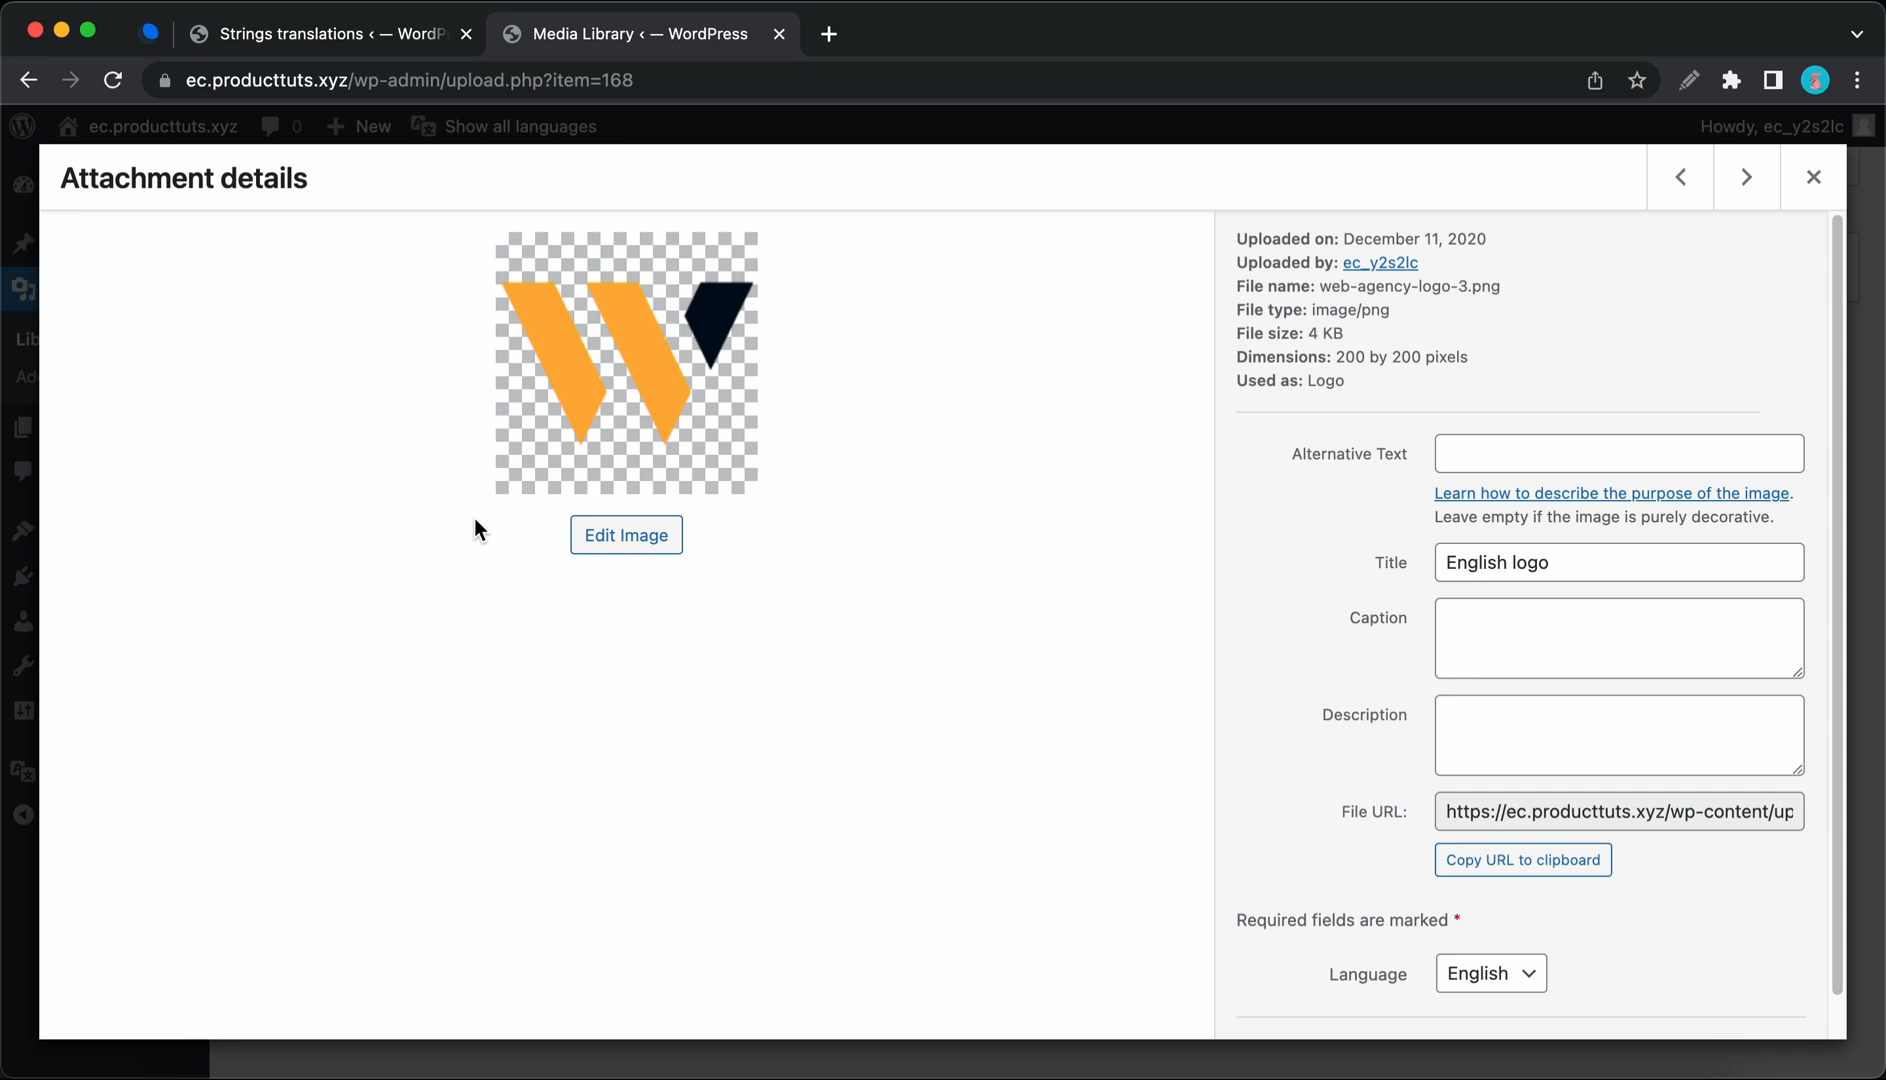 Strings translations ‹ — WordP
Media Library ‹ — WordPress
ec.producttuts.xyz/wp-admin/upload.php?item=168
ec.producttuts.xyz
0
New
Show all languages
Howdy, ec_y2s2lc
Attachment details
Lib
Add
Edit Image
Uploaded on: December 11, 2020
Uploaded by: ec_y2s2lc
File name: web-agency-logo-3.png
File type: image/png
File size: 4 KB
Dimensions: 200 by 200 pixels
Used as: Logo
Alternative Text
Learn how to describe the purpose of the image.
Leave empty if the image is purely decorative.
Title
English logo
Caption
Description
File URL:
https://ec.producttuts.xyz/wp-content/up
Copy URL to clipboard
Required fields are marked *
Language
English